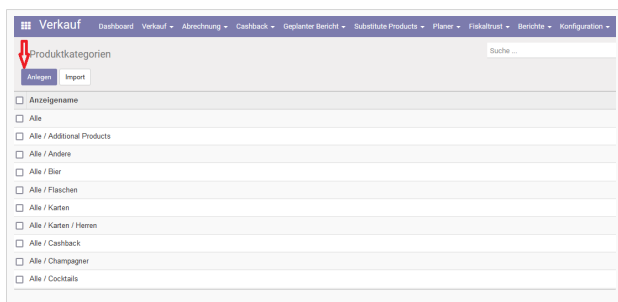 Verkauf Dashboard Verkauf Abrechnung Cashback Geplanter Bericht Substitute Products Planer Fiskaltrust Berichte Konfiguration
Produktkategorien Suche ...
Anlegen Import
Anzeigename
Alle
Alle / Additional Products
Alle / Andere
Alle / Bier
Alle / Flaschen
Alle / Karten
Alle / Karten / Herren
Alle / Cashback
Alle / Champagner
Alle / Cocktails